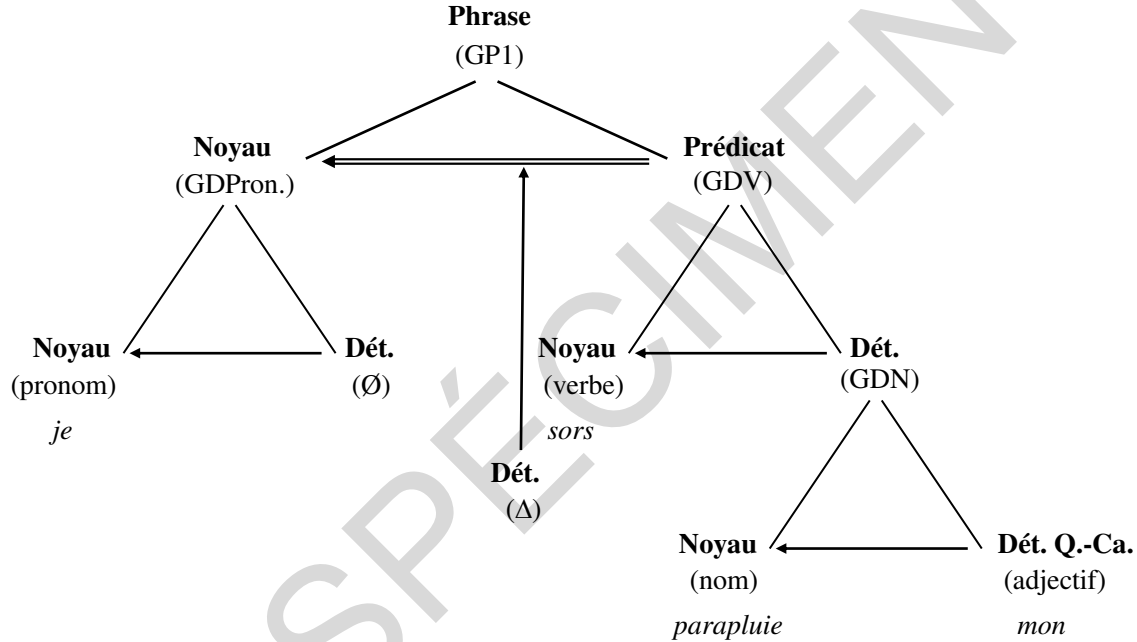 Phrase
(GP1)
Noyau
(GDPron.)
Prédicat
(GDV)
Noyau
(pronom)
je
Dét.
(Ø)
Noyau
(verbe)
sors
Dét.
(GDN)
Dét.
(Δ)
Noyau
(nom)
parapluie
Dét. Q.-Ca.
(adjectif)
mon
SPÉCIMEN